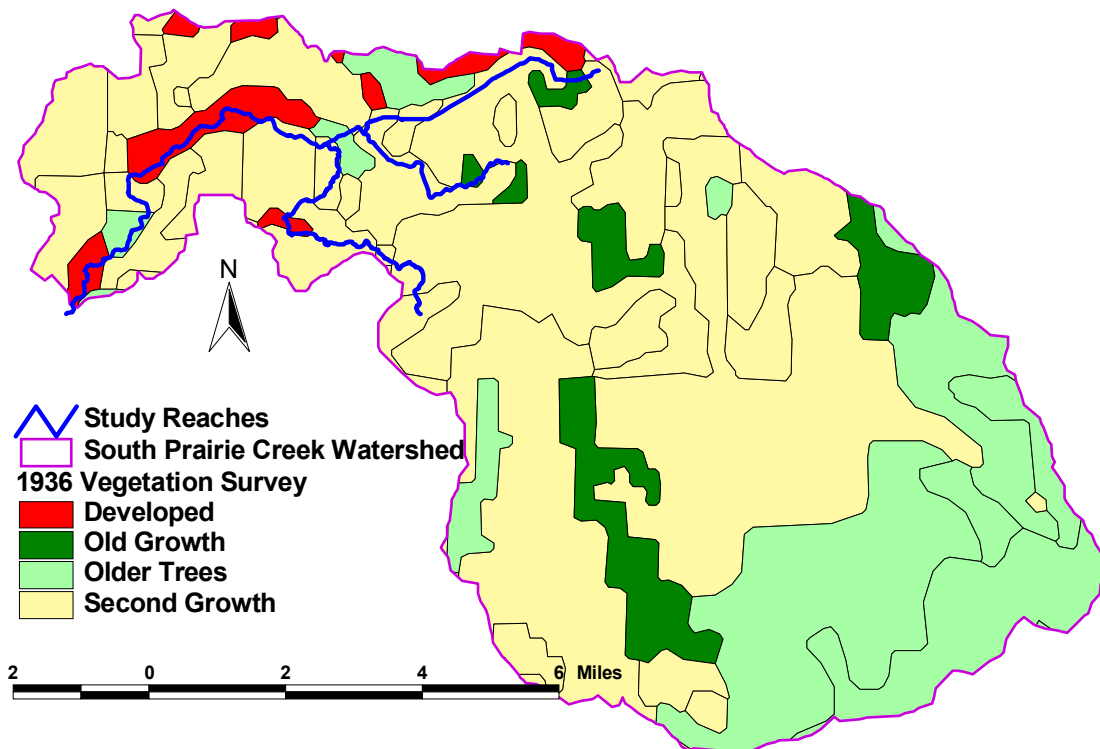 N
Study Reaches
South Prairie Creek Watershed
1936 Vegetation Survey
Developed
Old Growth
Older Trees
Second Growth
2 0 2 4 6 Miles